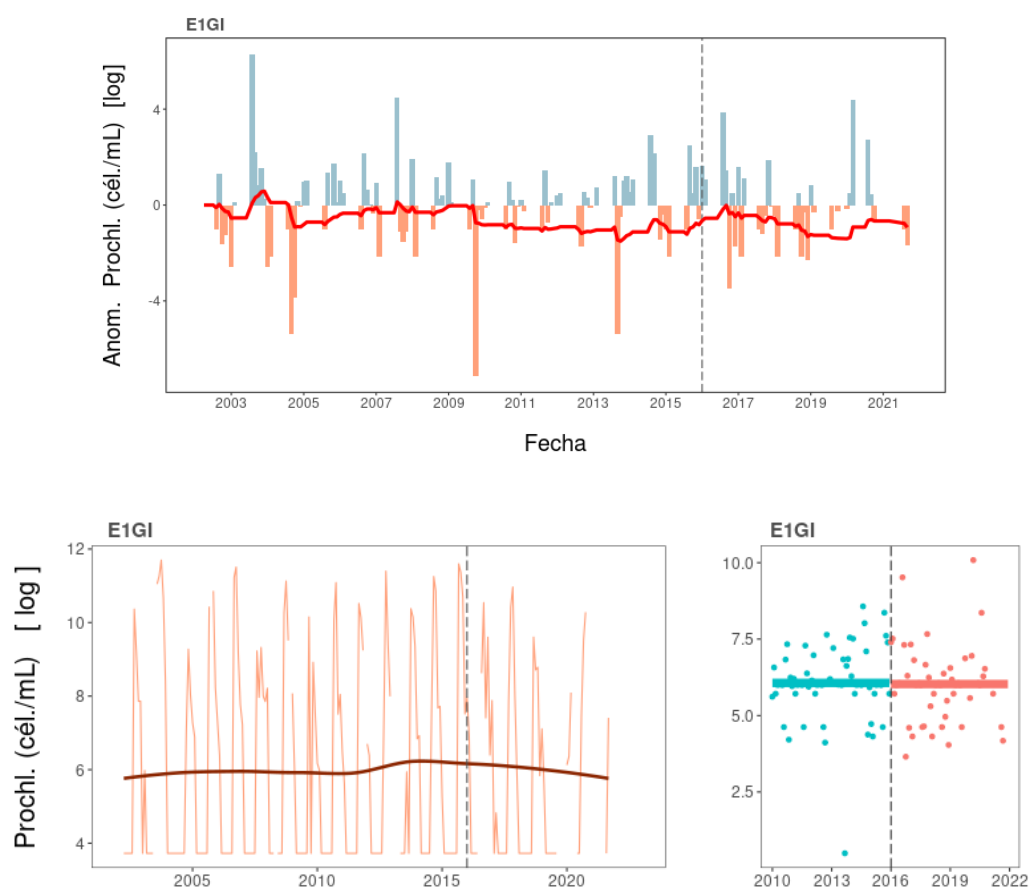 E1GI
Anom. Prochl. (cél./mL) [log]
4
0
-4
2003 2005 2007 2009 2011 2013 2015 2017 2019 2021
Fecha
E1GI
Prochl. (cél./mL) [ log ]
12
10
8
6
4
2005 2010 2015 2020
E1GI
10.0
7.5
5.0
2.5
2010 2013 2016 2019 2022